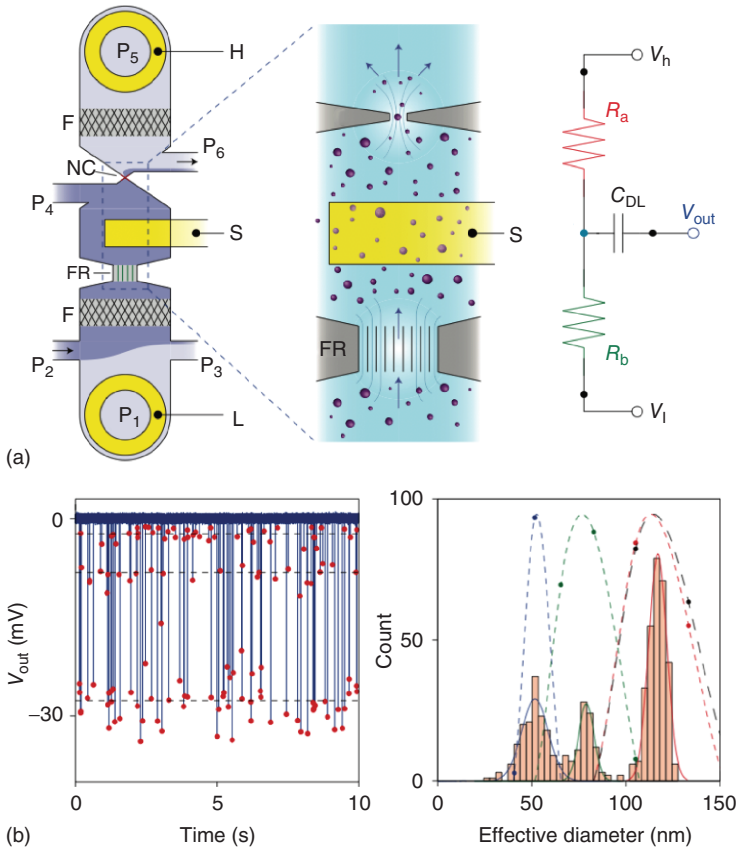 P5
H
F
P6
NC
P4
S
FR
F
P2
P3
P1
L
S
FR
Vh
Ra
CDL
Vout
Rb
Vl
(a)
0
−30
Vout (mV)
0
5
10
Time (s)
(b)
100
50
0
Count
0
50
100
150
Effective diameter (nm)